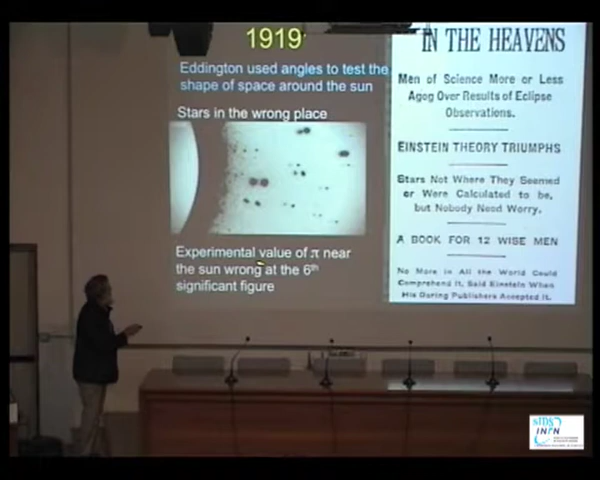 1919
Eddington used angles to test the
shape of space around the sun
Stars in the wrong place
Experimental value of π near
the sun wrong at the 6th
significant figure
IN THE HEAVENS
Men of Science More or Less
Agog Over Results of Eclipse
Observations.
EINSTEIN THEORY TRIUMPHS
Stars Not Where They Seemed
or Were Calculated to be,
but Nobody Need Worry.
A BOOK FOR 12 WISE MEN
No More in All the World Could
Comprehend It, Said Einstein When
His Daring Publishers Accepted It.
SIDS
INFN